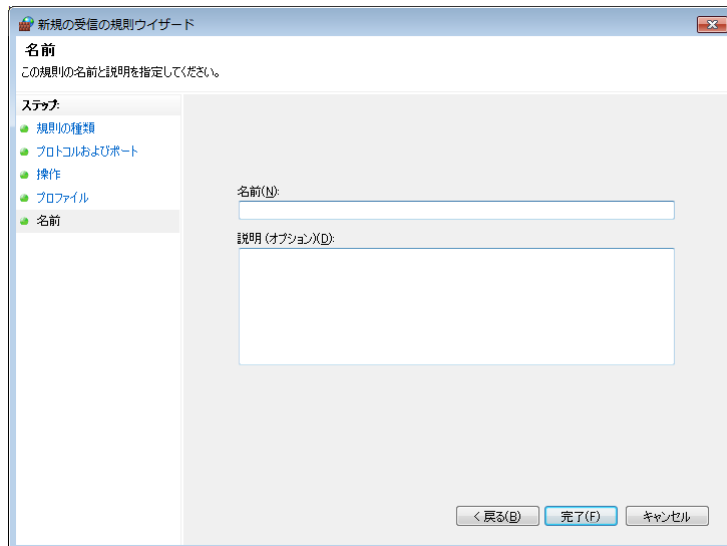 新規の受信の規則ウィザード
名前
この規則の名前と説明を指定してください。
ステップ:
規則の種類
プロトコルおよびポート
操作
プロファイル
名前
名前(N):
説明 (オプション)(D):
< 戻る(B)
完了(F)
キャンセル